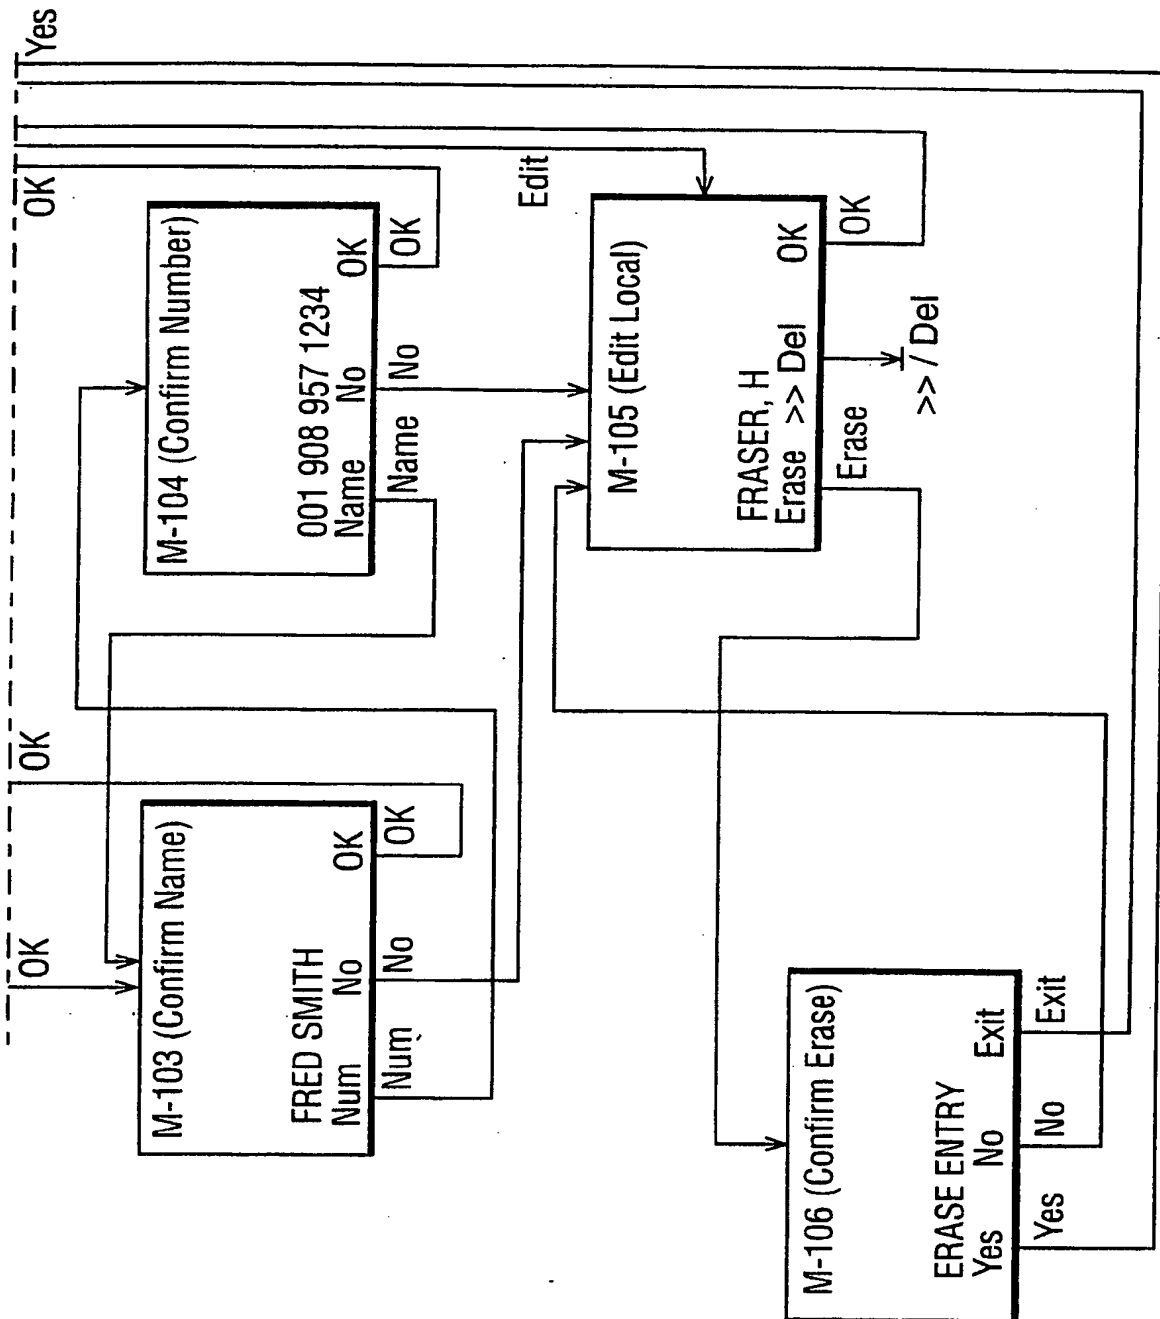 OK
OK
OK
Yes
M-103 (Confirm Name)
FRED SMITH
Num No OK
Num No OK
M-104 (Confirm Number)
001 908 957 1234
Name No OK
Name No OK
Edit
M-105 (Edit Local)
FRASER, H
Erase >> Del OK
Erase
OK
>> / Del
M-106 (Confirm Erase)
ERASE ENTRY
Yes No Exit
Yes No Exit